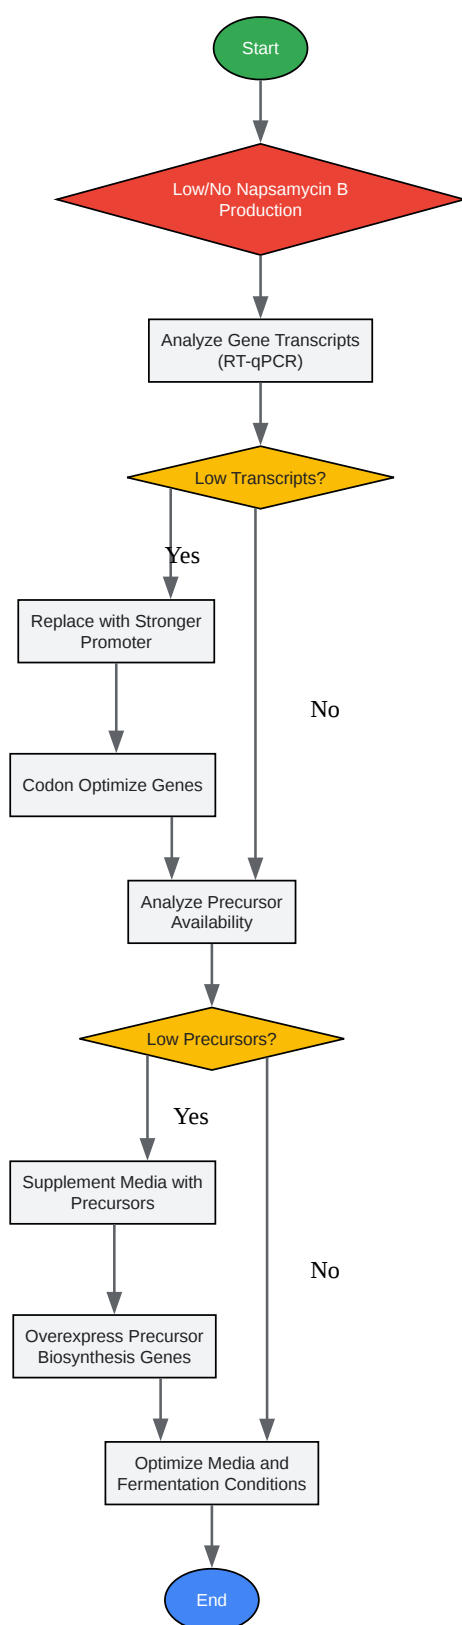 Start
Low/No Napsamycin B
Production
Analyze Gene Transcripts
(RT-qPCR)
Low Transcripts?
Yes
Replace with Stronger
Promoter
No
Codon Optimize Genes
Analyze Precursor
Availability
Low Precursors?
Yes
Supplement Media with
Precursors
No
Overexpress Precursor
Biosynthesis Genes
Optimize Media and
Fermentation Conditions
End